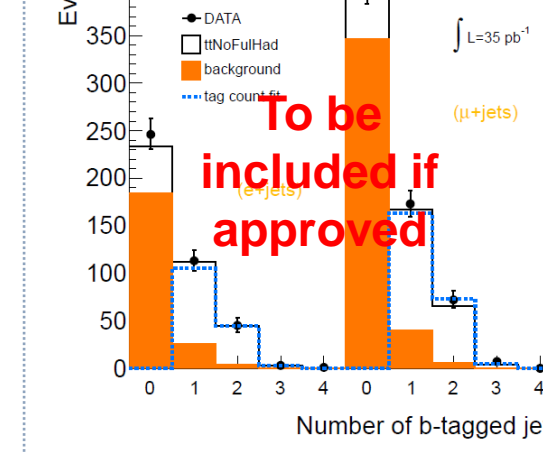 Ev
350
300
250
200
150
100
50
0
DATA
ttNoFulHad
background
tag count fit
∫ L=35 pb-1
(μ+jets)
(e+jets)
To be
included if
approved
0 1 2 3 4 0 1 2 3 4
Number of b-tagged je